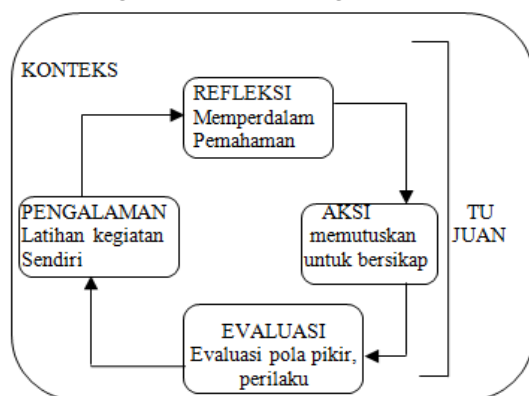 KONTEKS
REFLEKSI
Memperdalam
Pemahaman
PENGALAMAN
Latihan kegiatan
Sendiri
AKSI
memutuskan
untuk bersikap
TU
JUAN
EVALUASI
Evaluasi pola pikir,
perilaku